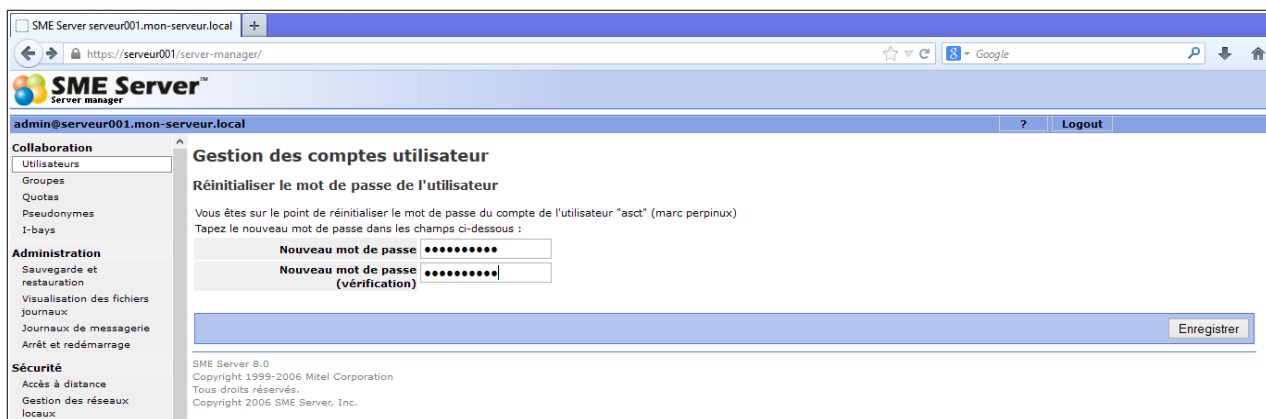 SME Server serveur001.mon-serveur.local
https://serveur001/server-manager/
8 Google
SME Server™
Server manager
admin@serveur001.mon-serveur.local
? Logout
Collaboration
Utilisateurs
Groupes
Quotas
Pseudonymes
I-bays
Administration
Sauvegarde et
restauration
Visualisation des fichiers
journaux
Journaux de messagerie
Arrêt et redémarrage
Sécurité
Accès à distance
Gestion des réseaux
locaux
Gestion des comptes utilisateur
Réinitialiser le mot de passe de l'utilisateur
Vous êtes sur le point de réinitialiser le mot de passe du compte de l'utilisateur "asct" (marc perpinux)
Tapez le nouveau mot de passe dans les champs ci-dessous :
Nouveau mot de passe ••••••••••
Nouveau mot de passe ••••••••••
(vérification)
Enregistrer
SME Server 8.0
Copyright 1999-2006 Mitel Corporation
Tous droits réservés.
Copyright 2006 SME Server, Inc.